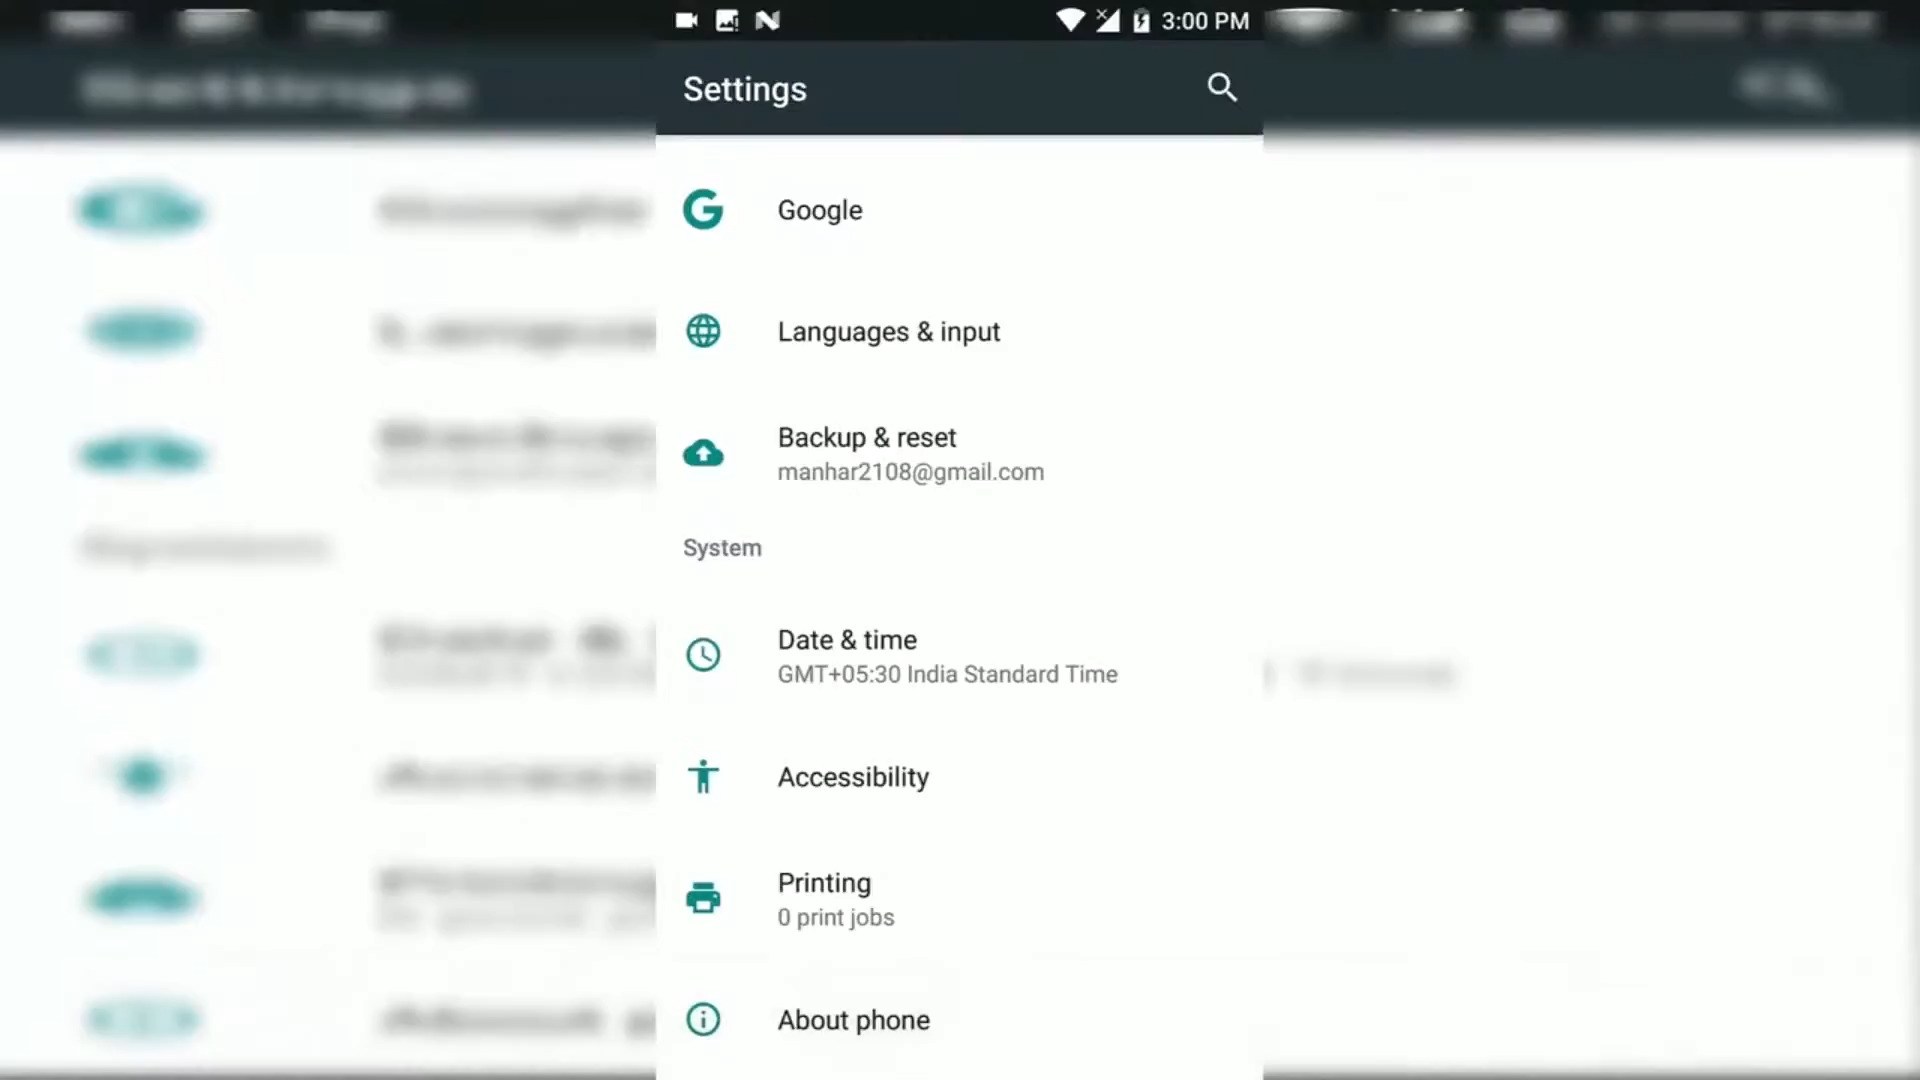 3:00 PM
Settings
Google
Languages & input
Backup & reset
manhar2108@gmail.com
System
Date & time
GMT+05:30 India Standard Time
Accessibility
Printing
0 print jobs
About phone